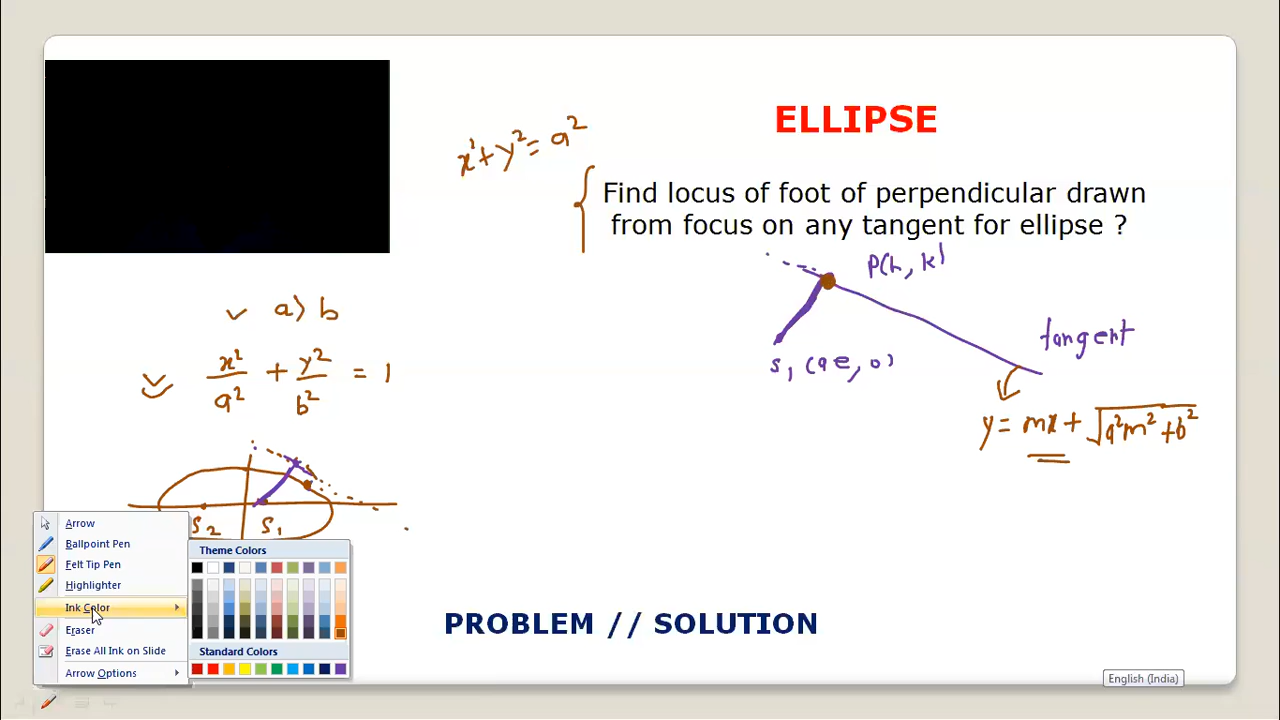 ELLIPSE
x²+y²=a²
Find locus of foot of perpendicular drawn
from focus on any tangent for ellipse ?
P(h, k)
a>b
tangent
S₁ (ae, 0)
x²/a² + y²/b² = 1
y = mx + √a²m²+b²
S₂ S₁
Arrow
Ballpoint Pen
Felt Tip Pen
Highlighter
Ink Color
Eraser
Erase All Ink on Slide
Arrow Options
Theme Colors
Standard Colors
PROBLEM // SOLUTION
English (India)